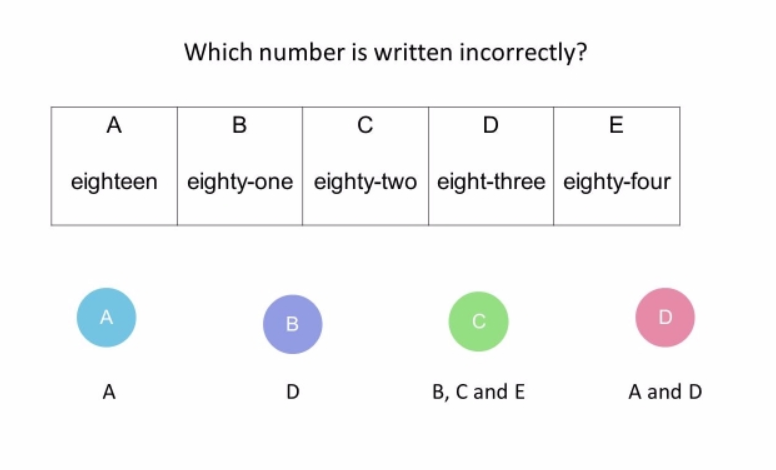 Which number is written incorrectly?
A B C D E
eighteen eighty-one eighty-two eight-three eighty-four
A B C D
A D B, C and E A and D